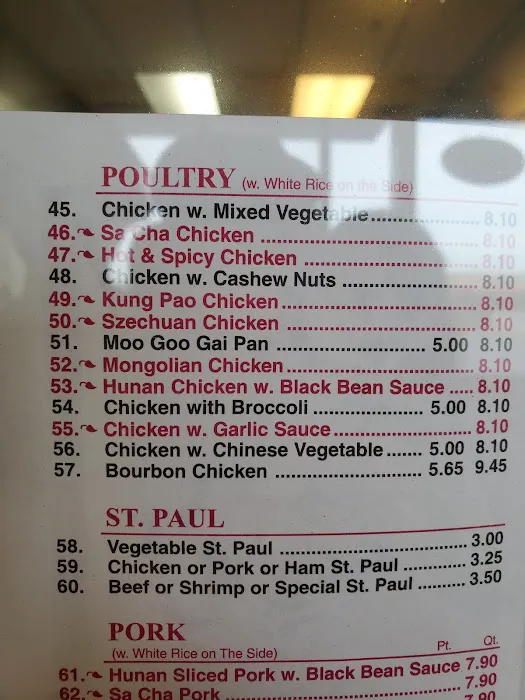 POULTRY (w. White Rice on the Side)
45. Chicken w. Mixed Vegetable.................... 8.10
46. Sa Cha Chicken ....................................... 8.10
47. Hot & Spicy Chicken ................................ 8.10
48. Chicken w. Cashew Nuts ......................... 8.10
49. Kung Pao Chicken................................... 8.10
50. Szechuan Chicken .................................. 8.10
51. Moo Goo Gai Pan ........................... 5.00 8.10
52. Mongolian Chicken.................................. 8.10
53. Hunan Chicken w. Black Bean Sauce ..... 8.10
54. Chicken with Broccoli .................... 5.00 8.10
55. Chicken w. Garlic Sauce.......................... 8.10
56. Chicken w. Chinese Vegetable....... 5.00 8.10
57. Bourbon Chicken ............................ 5.65 9.45
ST. PAUL
58. Vegetable St. Paul ................................... 3.00
59. Chicken or Pork or Ham St. Paul ............ 3.25
60. Beef or Shrimp or Special St. Paul .......... 3.50
PORK
(w. White Rice on The Side) Pt. Qt.
61. Hunan Sliced Pork w. Black Bean Sauce 7.90
62. Sa Cha Pork ........................................... 7.90
7.90